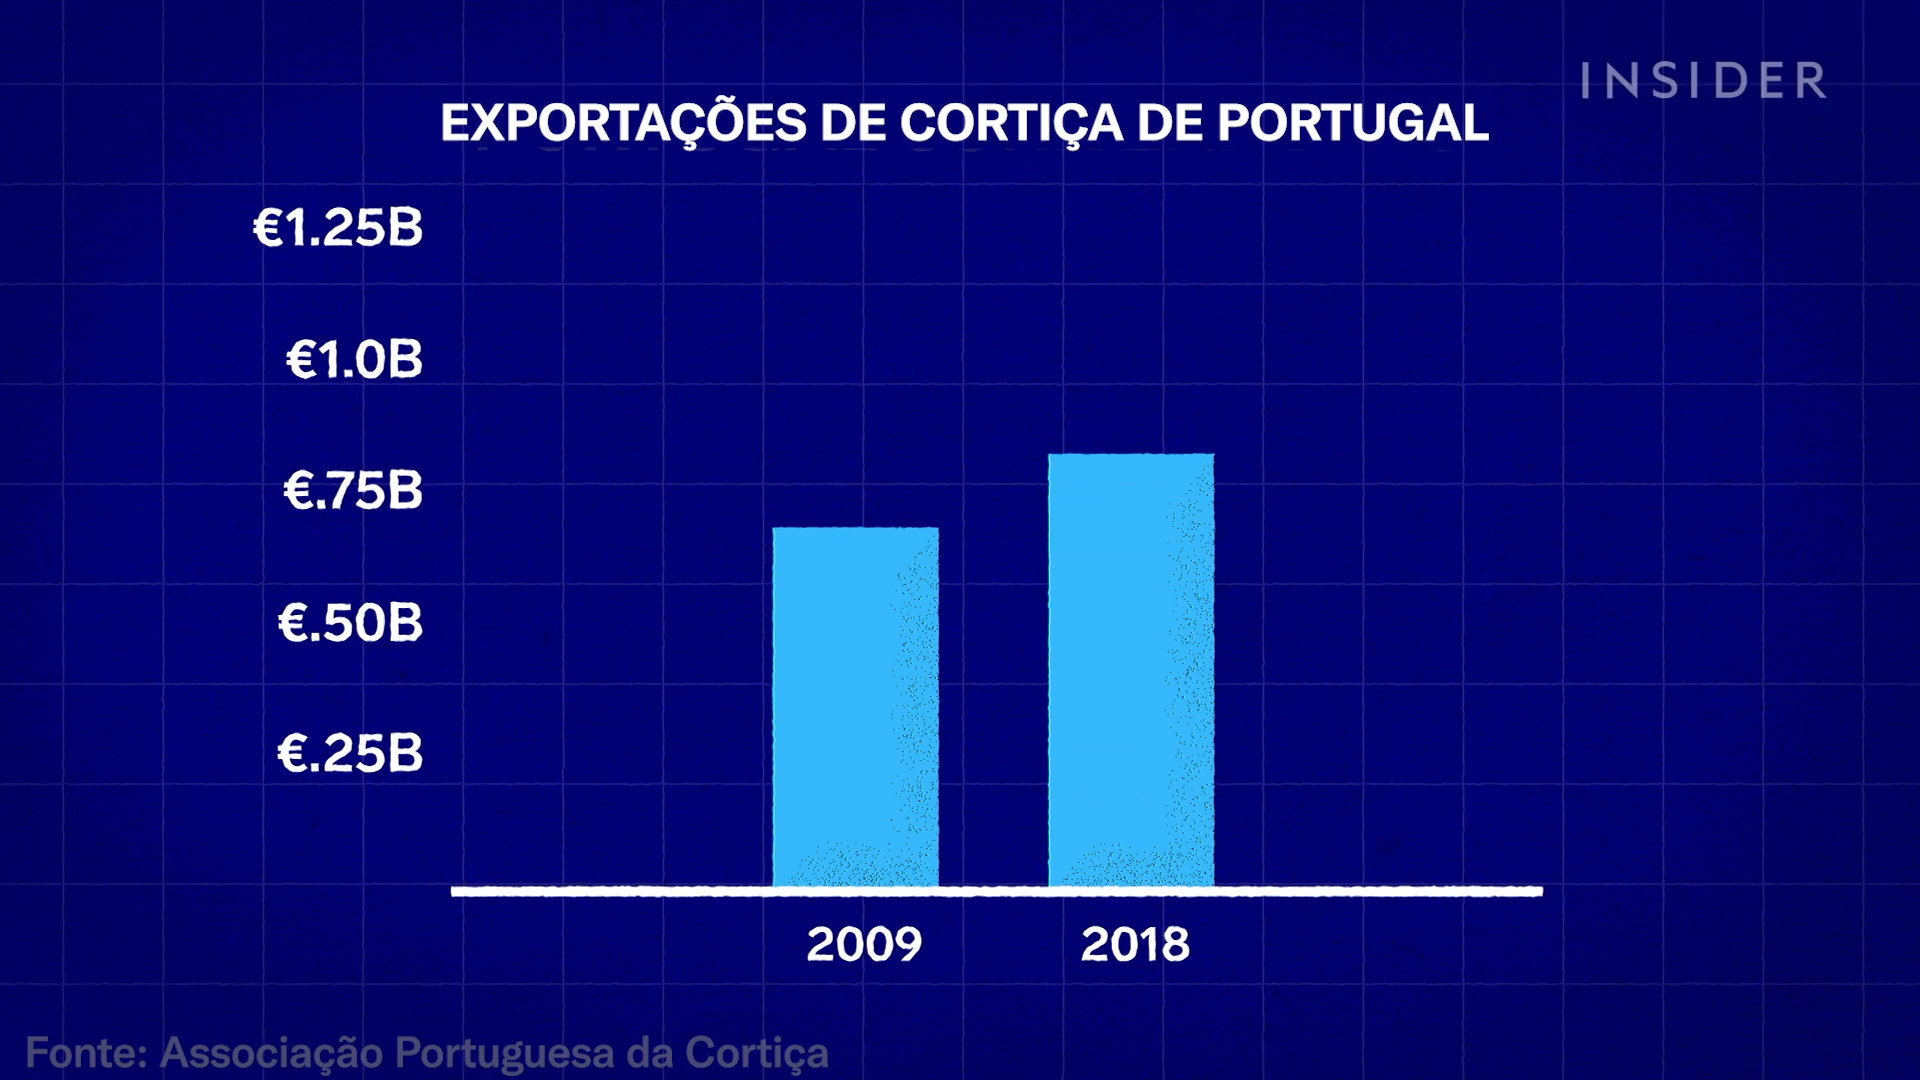 INSIDER
EXPORTAÇÕES DE CORTIÇA DE PORTUGAL
€1.25B
€1.0B
€.75B
€.50B
€.25B
2009
2018
Fonte: Associação Portuguesa da Cortiça